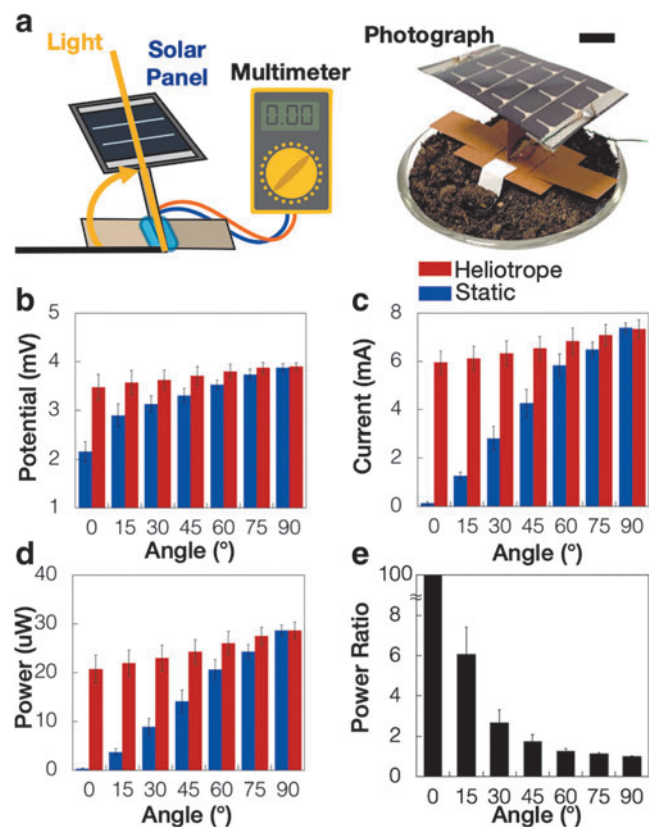 a
Light
Solar
Panel
Multimeter
0.00
Photograph
Heliotrope
Static
b
Potential (mV)
5
4
3
2
1
0 15 30 45 60 75 90
Angle (°)
c
Current (mA)
8
6
4
2
0
0 15 30 45 60 75 90
Angle (°)
d
Power (uW)
40
30
20
10
0
0 15 30 45 60 75 90
Angle (°)
e
Power Ratio
100
8
6
4
2
0
0 15 30 45 60 75 90
Angle (°)